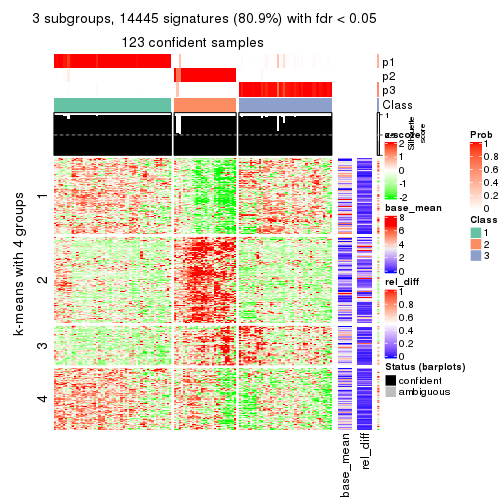 3 subgroups, 14445 signatures (80.9%) with fdr < 0.05
123 confident samples
p1
p2
p3
Class
1
Silhouette
score
k-means with 4 groups
1
2
3
4
base_mean
rel_diff
z-score
2
1
0
-1
-2
base_mean
8
6
4
2
0
rel_diff
1
0.8
0.6
0.4
0.2
0
Status (barplots)
confident
ambiguous
Prob
1
0.8
0.6
0.4
0.2
0
Class
1
2
3